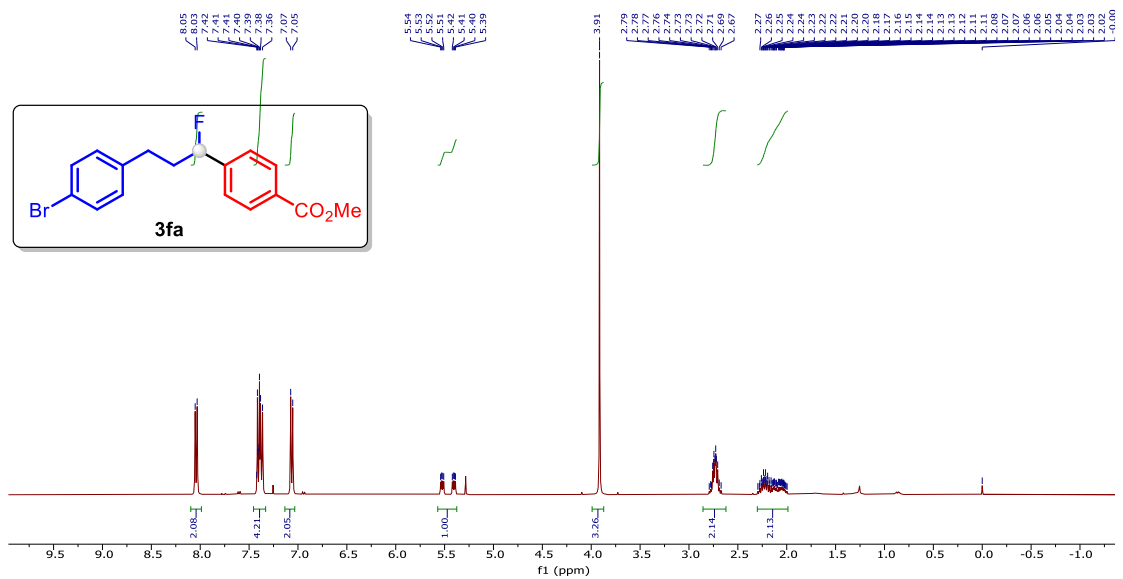 8.05 8.03 7.42 7.41 7.41 7.40 7.39 7.38 7.36 7.07 7.05 5.54 5.53 5.52 5.51 5.42 5.41 5.40 5.39 3.91 2.79 2.78 2.77 2.76 2.74 2.73 2.73 2.72 2.71 2.69 2.67 2.27 2.26 2.25 2.24 2.24 2.23 2.22 2.22 2.21 2.20 2.20 2.18 2.17 2.16 2.15 2.14 2.14 2.13 2.13 2.12 2.11 2.11 2.08 2.07 2.07 2.06 2.06 2.05 2.04 2.04 2.03 2.03 2.02 -0.00
F
Br
CO2Me
3fa
2.08 4.21 2.05 1.00 3.26 2.14 2.13
9.5 9.0 8.5 8.0 7.5 7.0 6.5 6.0 5.5 5.0 4.5 4.0 3.5 3.0 2.5 2.0 1.5 1.0 0.5 0.0 -0.5 -1.0
f1 (ppm)